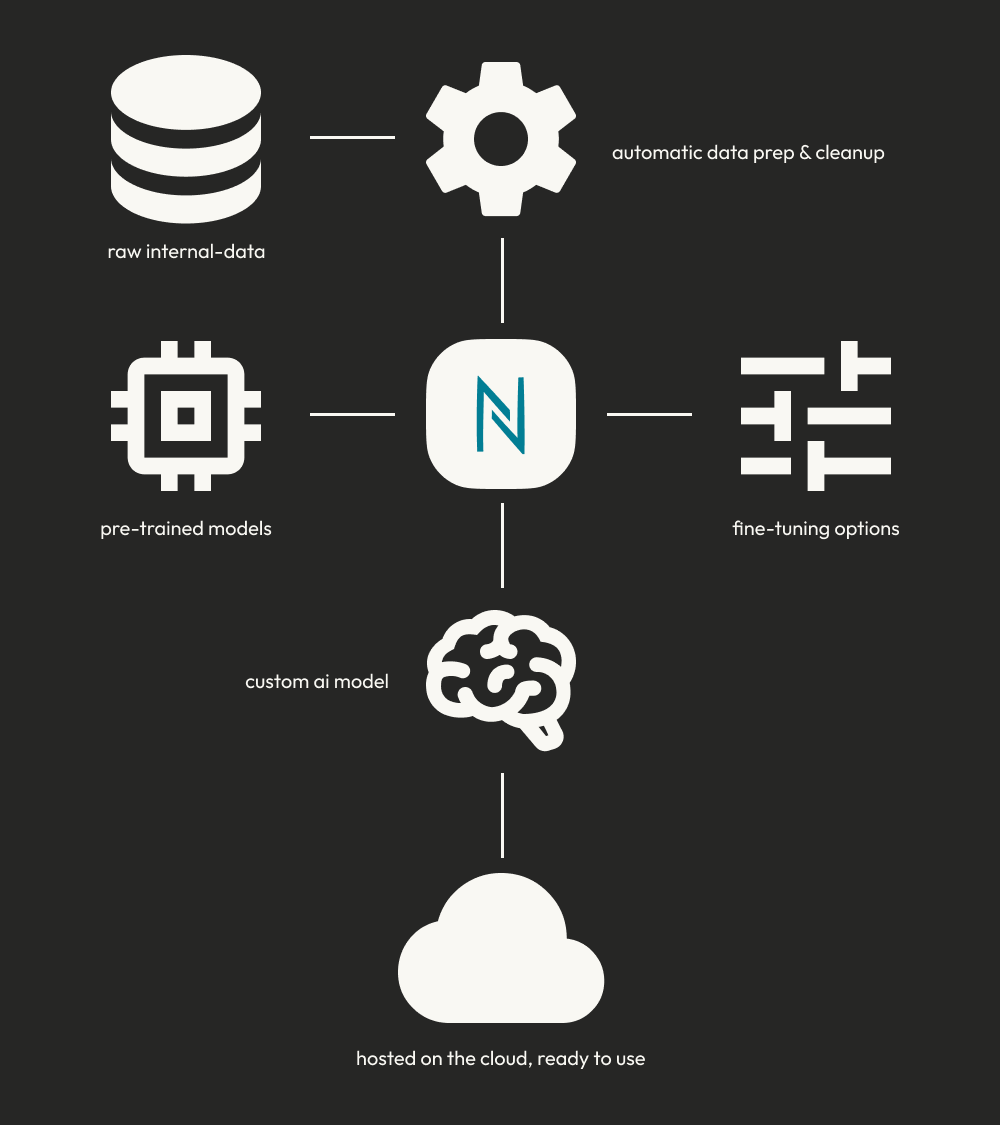 automatic data prep & cleanup
raw internal-data
N
pre-trained models
fine-tuning options
custom ai model
hosted on the cloud, ready to use